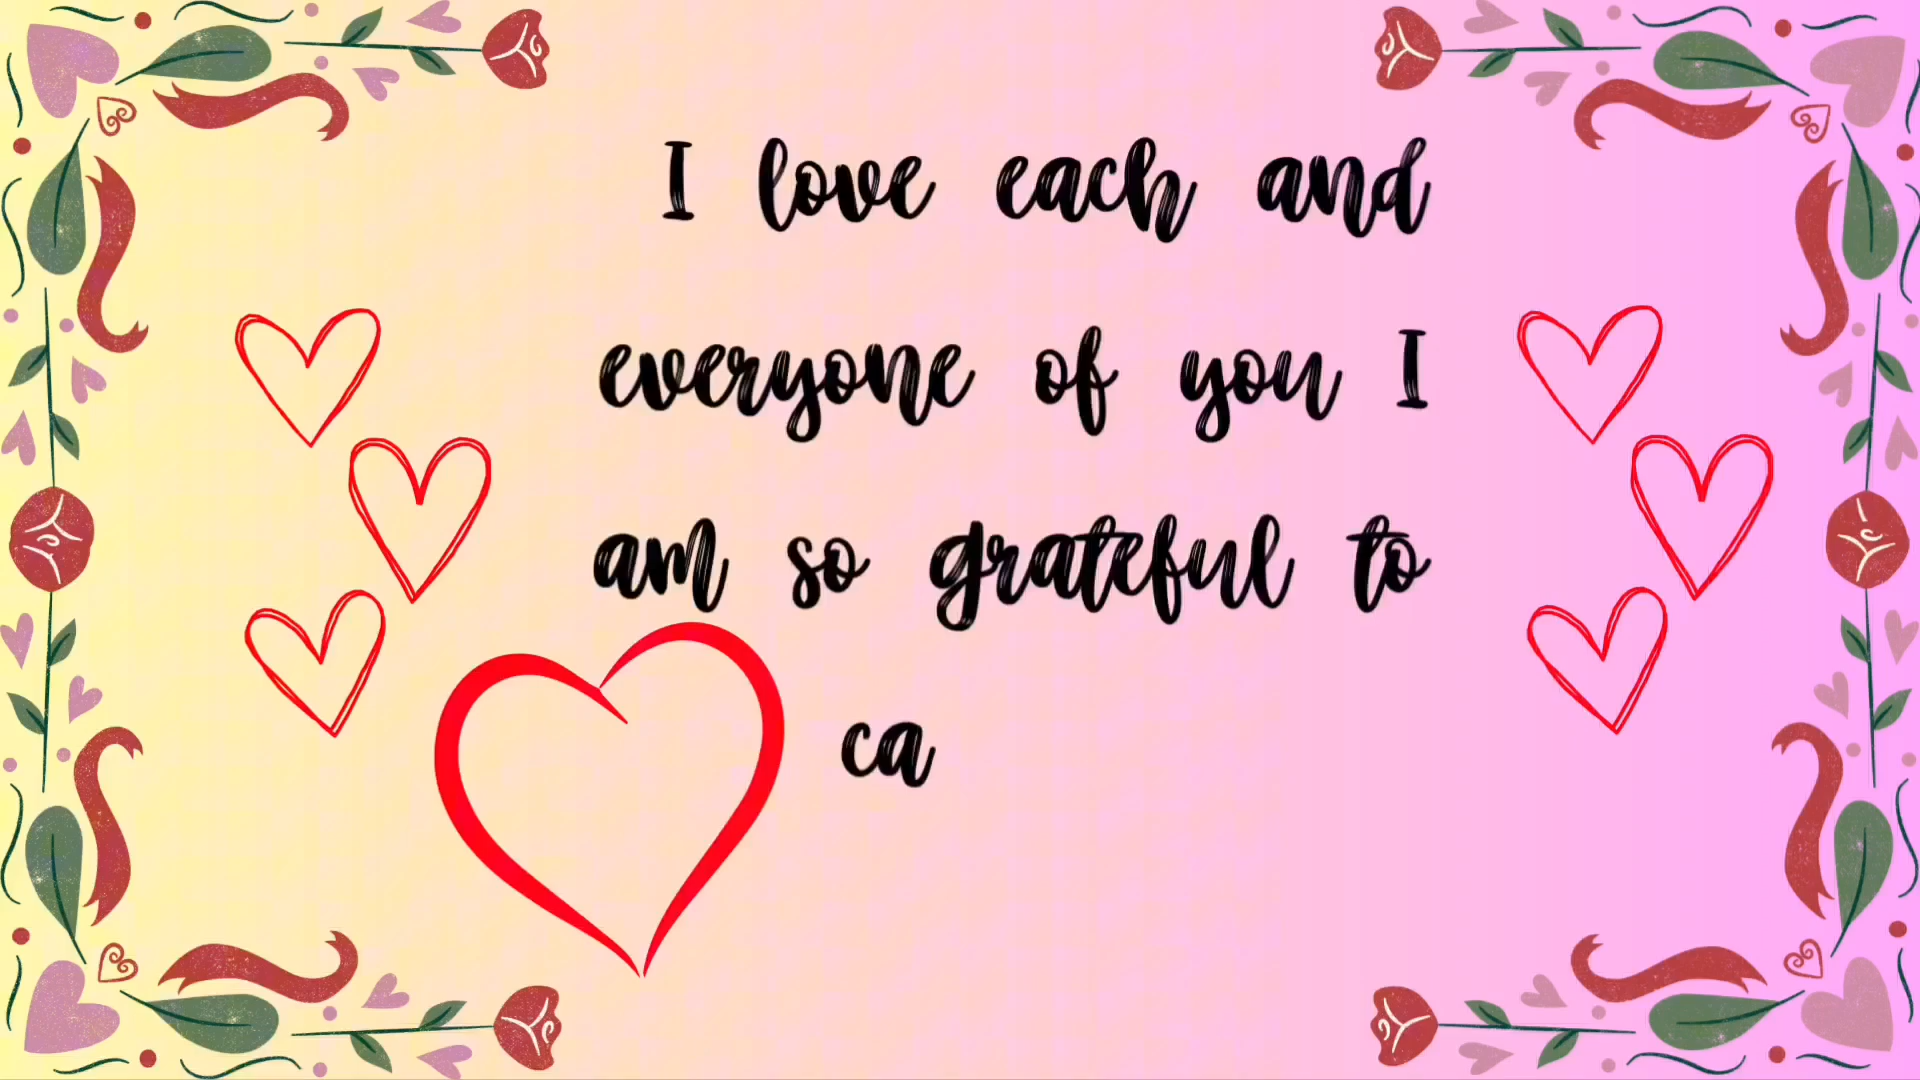 I love each and
everyone of you I
am so grateful to
ca